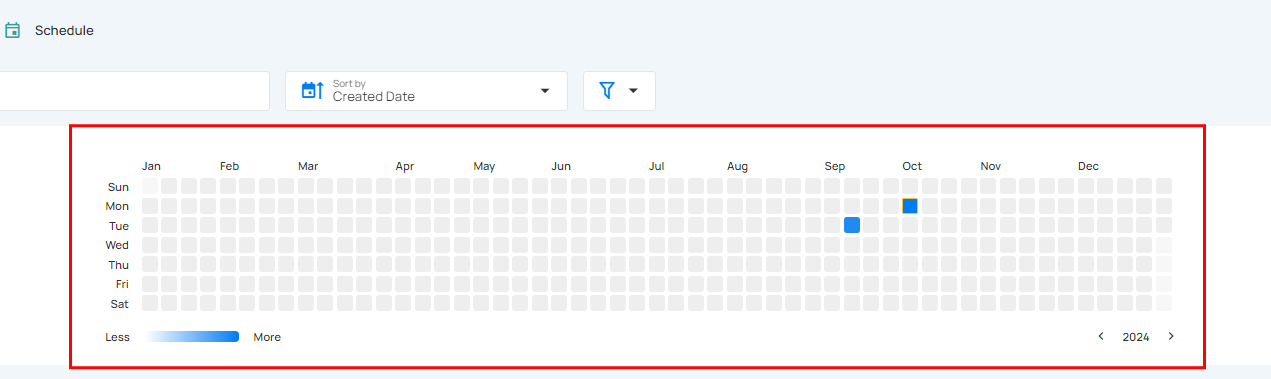 Schedule
Sort by
Created Date
Jan Feb Mar Apr May Jun Jul Aug Sep Oct Nov Dec
Sun
Mon
Tue
Wed
Thu
Fri
Sat
Less More 2024